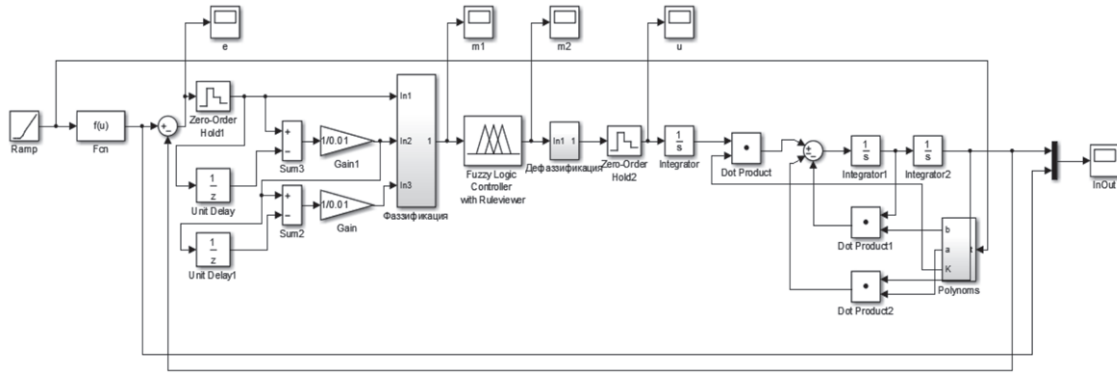 e
m1
m2
u
Ramp
f(u)
Fcn
+
−
Zero-Order
Hold1
1
z
Unit Delay
1
z
Unit Delay1
+
−
Sum3
+
−
Sum2
1/0.01
Gain1
1/0.01
Gain
In1
In2
In3
1
Фаззификация
Fuzzy Logic
Controller
with Ruleviewer
In1 1
Дефаззификация
Zero-Order
Hold2
1
s
Integrator
Dot Product
+
−
−
1
s
Integrator1
1
s
Integrator2
Dot Product1
Dot Product2
b
a
K
t
Polynoms
InOut